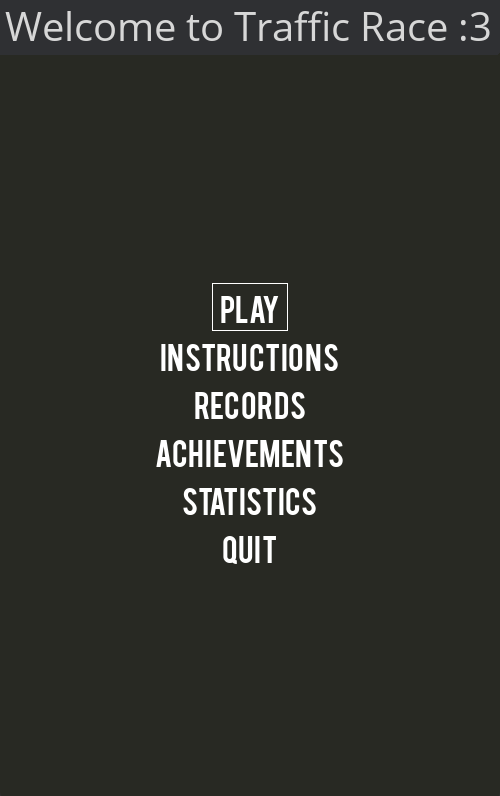 Welcome to Traffic Race :3
PLAY
INSTRUCTIONS
RECORDS
ACHIEVEMENTS
STATISTICS
QUIT